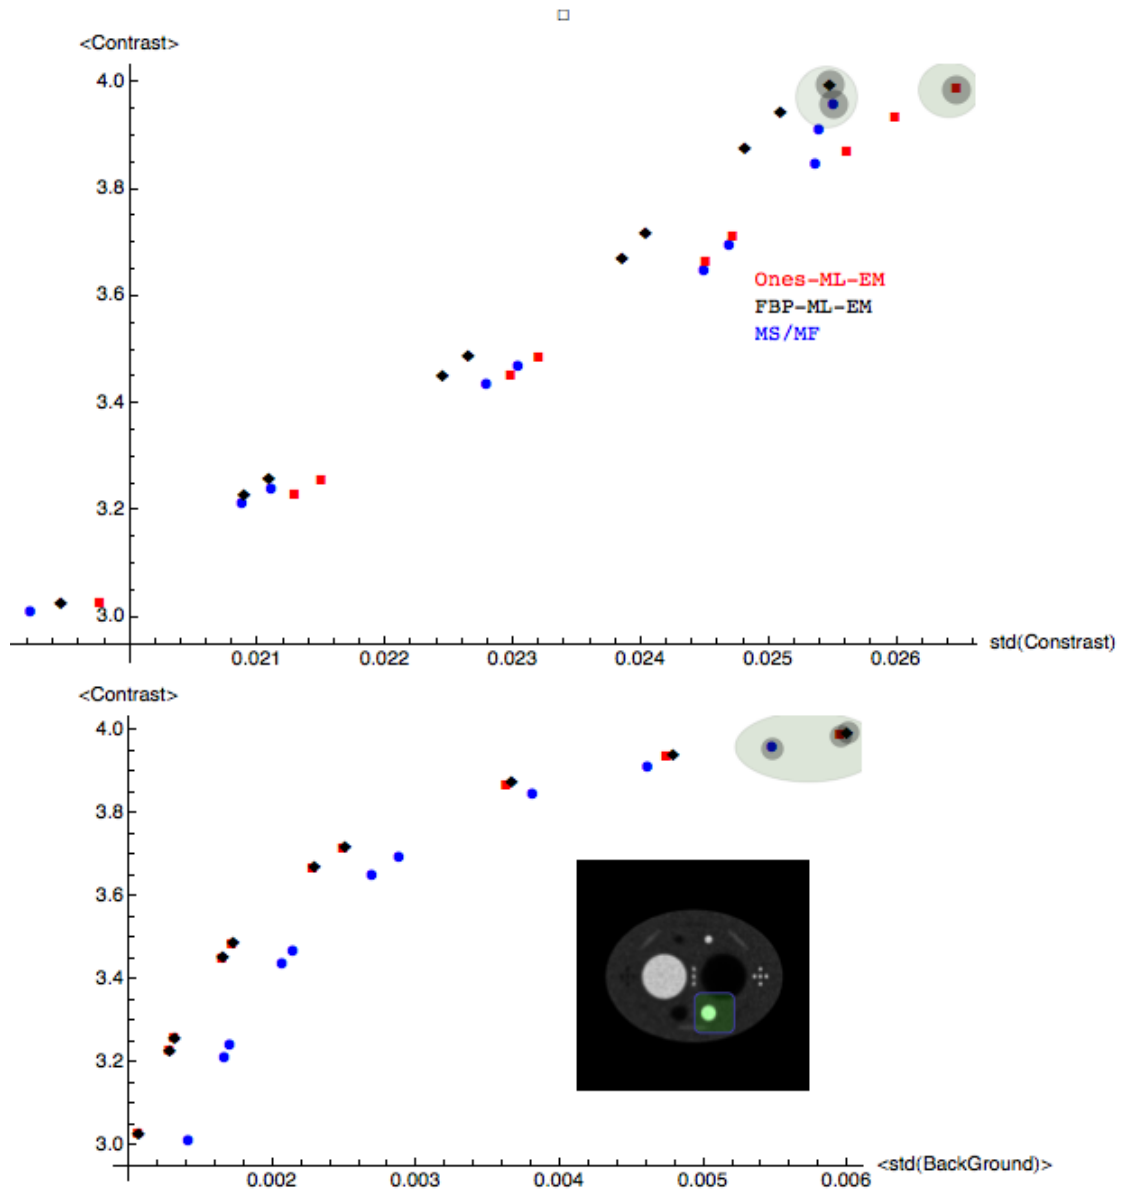 <Contrast>
4.0
3.8
3.6
Ones-ML-EM
FBP-ML-EM
MS/MF
3.4
3.2
3.0
0.021 0.022 0.023 0.024 0.025 0.026
std(Constrast)
<Contrast>
4.0
3.8
3.6
3.4
3.2
3.0
0.002 0.003 0.004 0.005 0.006
<std(BackGround)>